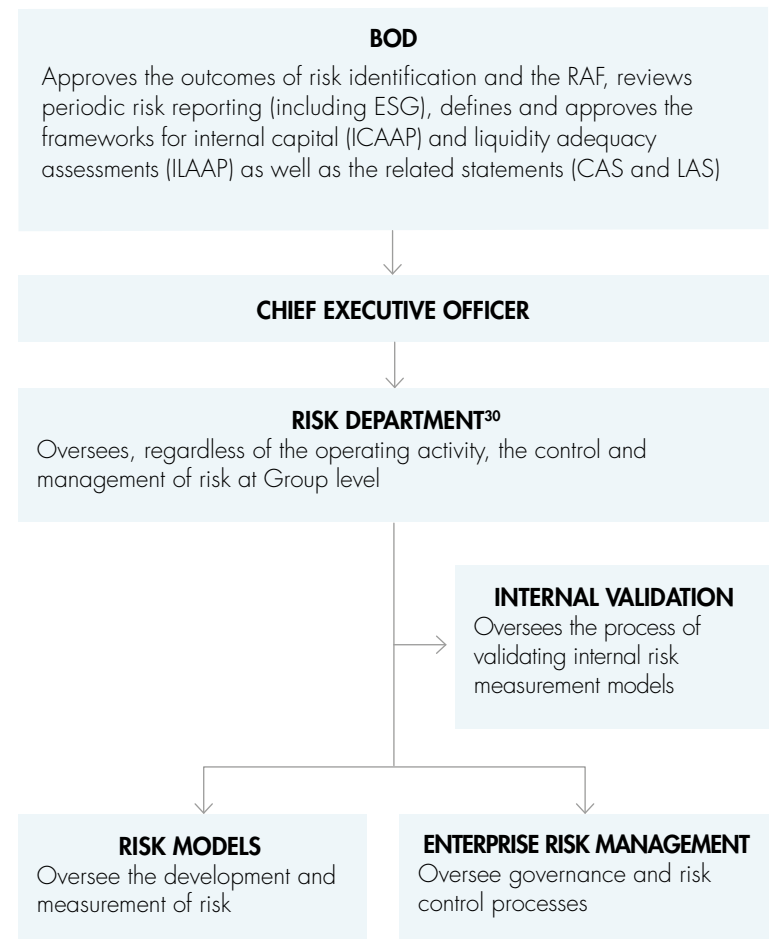 BOD
Approves the outcomes of risk identification and the RAF, reviews
periodic risk reporting (including ESG), defines and approves the
frameworks for internal capital (ICAAP) and liquidity adequacy
assessments (ILAAP) as well as the related statements (CAS and LAS)
CHIEF EXECUTIVE OFFICER
RISK DEPARTMENT³⁰
Oversees, regardless of the operating activity, the control and
management of risk at Group level
INTERNAL VALIDATION
Oversees the process of
validating internal risk
measurement models
RISK MODELS
Oversee the development and
measurement of risk
ENTERPRISE RISK MANAGEMENT
Oversee governance and risk
control processes